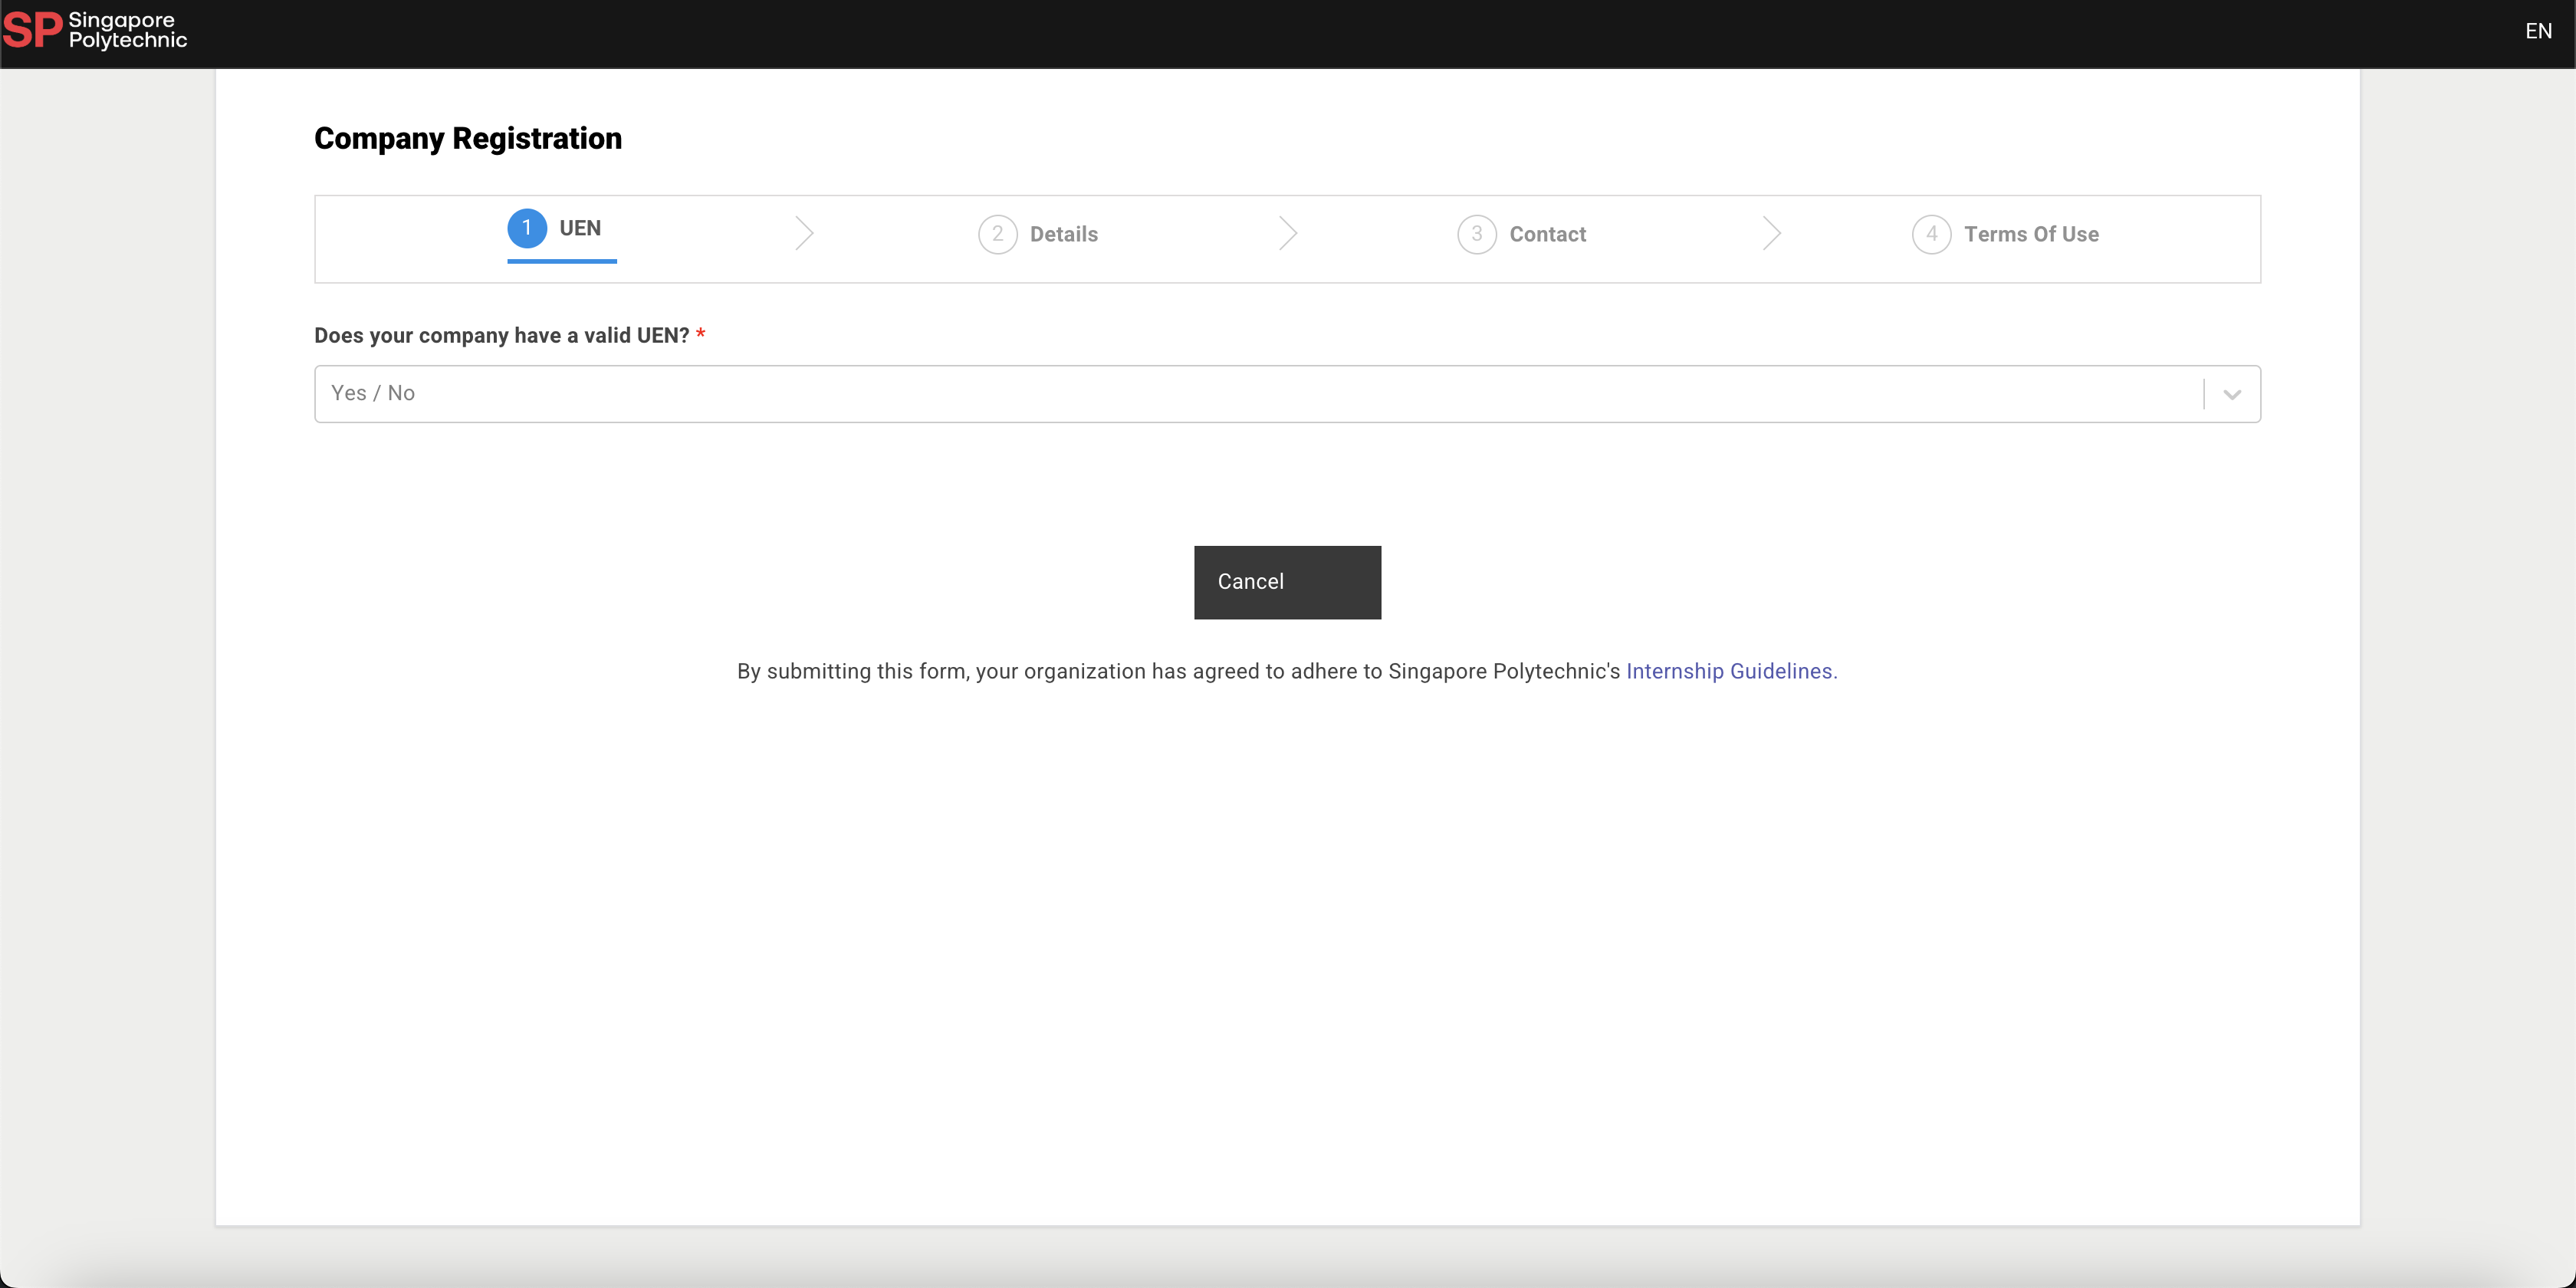 SP Singapore
Polytechnic
EN
Company Registration
1 UEN
2 Details
3 Contact
4 Terms Of Use
Does your company have a valid UEN? *
Yes / No
Cancel
By submitting this form, your organization has agreed to adhere to Singapore Polytechnic's Internship Guidelines.